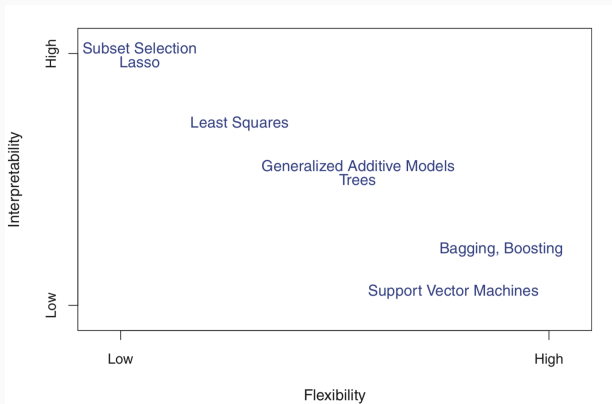 High
Subset Selection
Lasso
Least Squares
Generalized Additive Models
Trees
Interpretability
Bagging, Boosting
Support Vector Machines
Low
Low
High
Flexibility